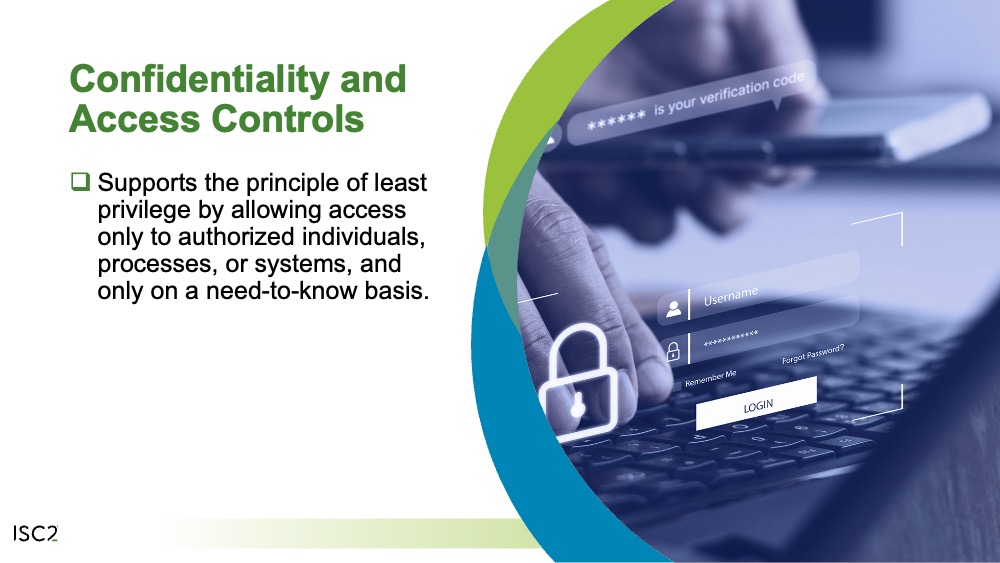 Confidentiality and
Access Controls
Supports the principle of least
privilege by allowing access
only to authorized individuals,
processes, or systems, and
only on a need-to-know basis.
****** is your verification code
Username
************
Remember Me
Forgot Password?
LOGIN
ISC2